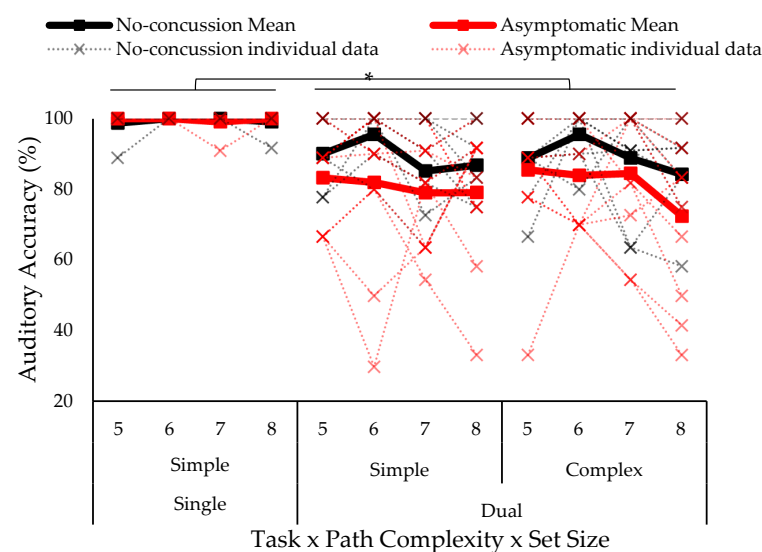 No-concussion Mean Asymptomatic Mean
No-concussion individual data Asymptomatic individual data
*
100
80
60
40
20
Auditory Accuracy (%)
5 6 7 8 5 6 7 8 5 6 7 8
Simple Simple Complex
Single Dual
Task x Path Complexity x Set Size